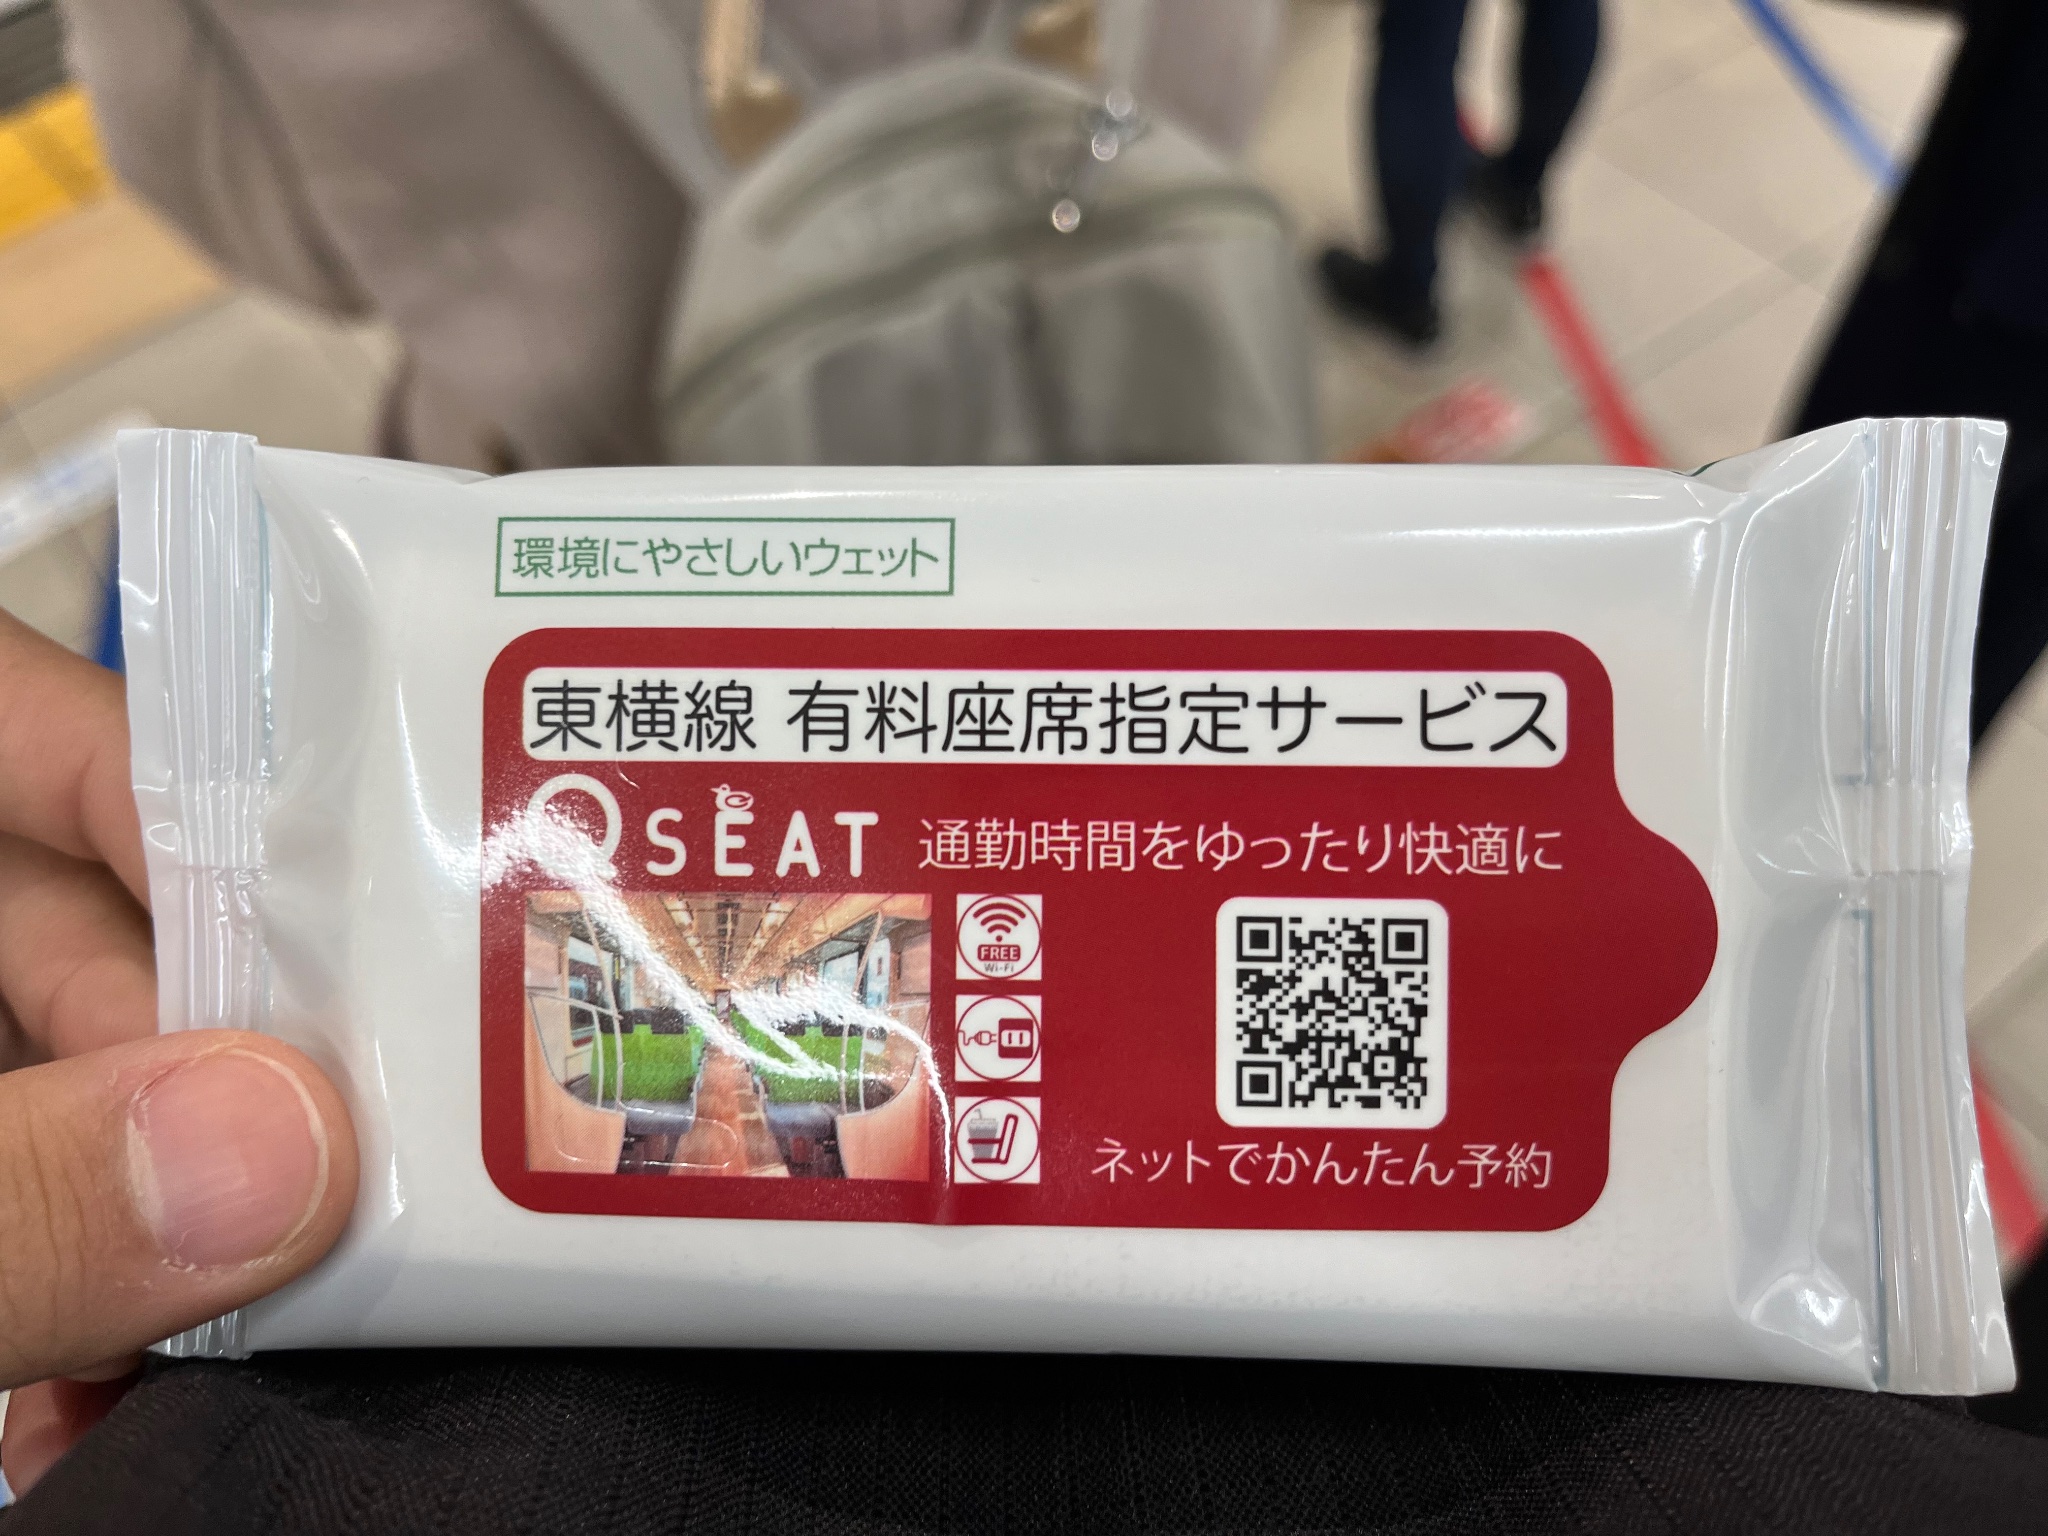 環境にやさしいウェット
東横線 有料座席指定サービス
Q SEAT 通勤時間をゆったり快適に
FREE
Wi-Fi
ネットでかんたん予約